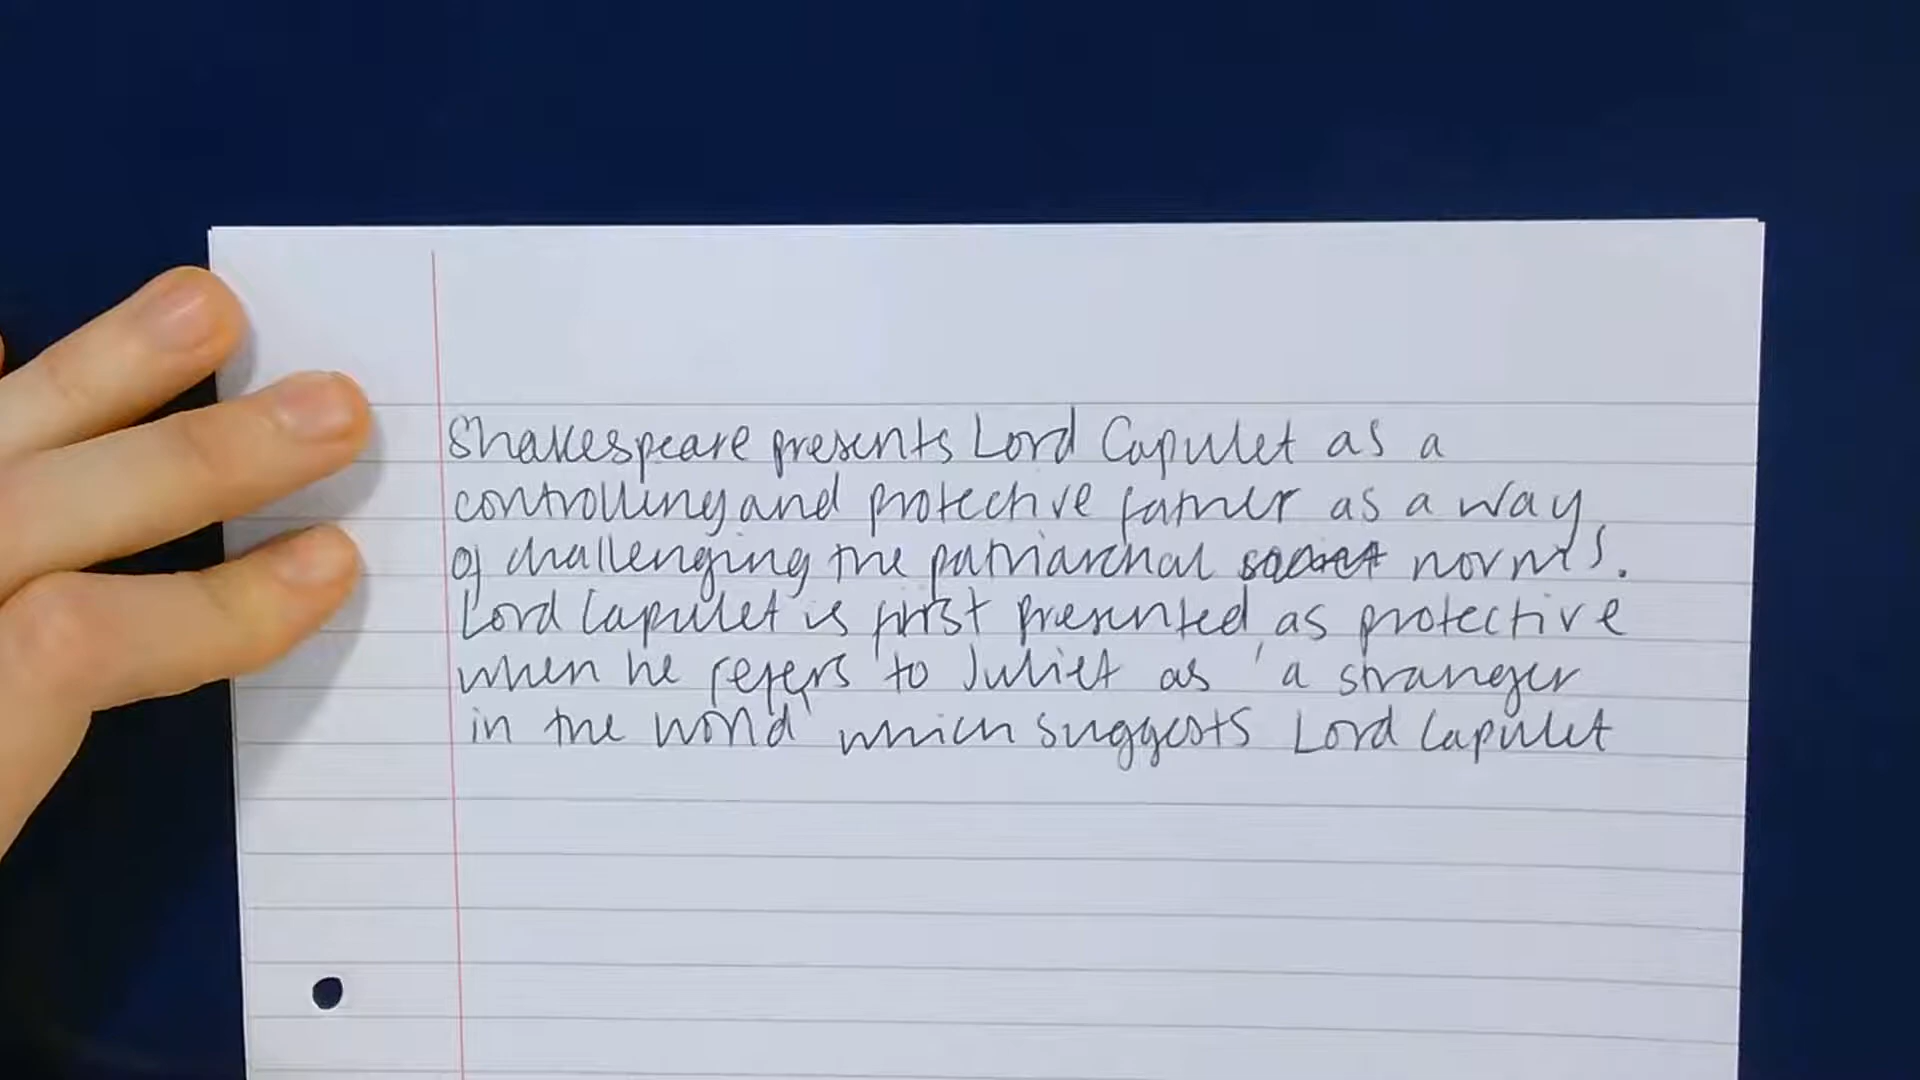 Shakespeare presents Lord Capulet as a
controlling and protective father as a way
of challenging the patriarchal norms.
Lord Capulet is first presented as protective
when he refers to Juliet as 'a stranger
in the world' which suggests Lord Capulet